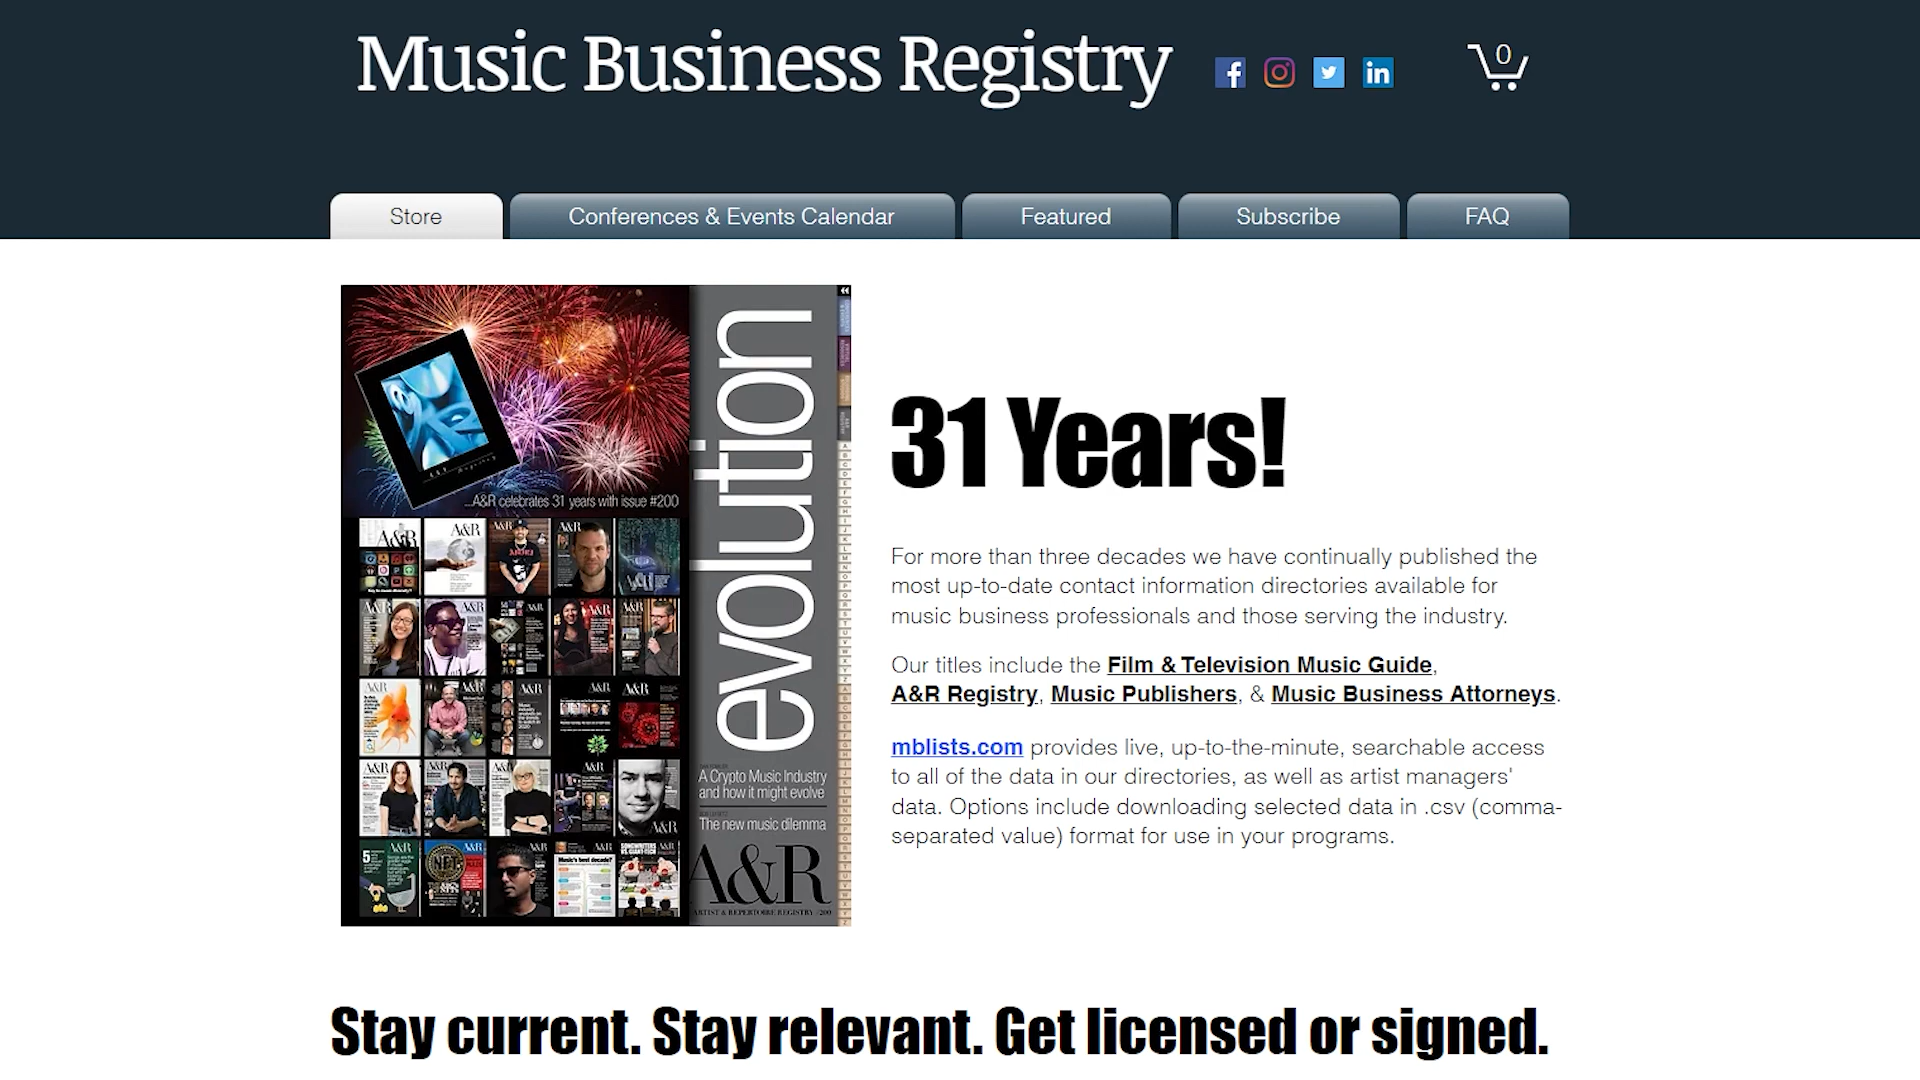 Music Business Registry
0
Store
Conferences & Events Calendar
Featured
Subscribe
FAQ
evolution
...A&R celebrates 31 years with issue #200
A Crypto Music Industry
and how it might evolve
The new music dilemma
A&R
ARTIST & REPERTOIRE REGISTRY #200
31 Years!
For more than three decades we have continually published the
most up-to-date contact information directories available for
music business professionals and those serving the industry.
Our titles include the Film & Television Music Guide,
A&R Registry, Music Publishers, & Music Business Attorneys.
mblists.com provides live, up-to-the-minute, searchable access
to all of the data in our directories, as well as artist managers'
data. Options include downloading selected data in .csv (comma-
separated value) format for use in your programs.
Stay current. Stay relevant. Get licensed or signed.